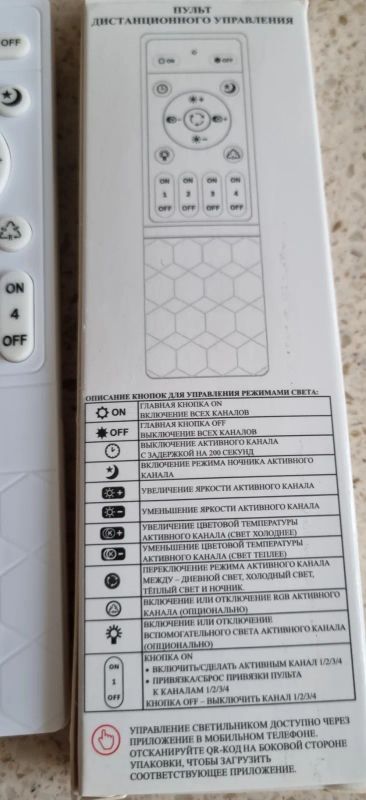 ПУЛЬТ
ДИСТАНЦИОННОГО УПРАВЛЕНИЯ
OFF
ON
4
OFF
ON OFF
ON ON ON ON
1 2 3 4
OFF OFF OFF OFF
ОПИСАНИЕ КНОПОК ДЛЯ УПРАВЛЕНИЯ РЕЖИМАМИ СВЕТА:
ON
ГЛАВНАЯ КНОПКА ON
ВКЛЮЧЕНИЕ ВСЕХ КАНАЛОВ
OFF
ГЛАВНАЯ КНОПКА OFF
ВЫКЛЮЧЕНИЕ ВСЕХ КАНАЛОВ
ВЫКЛЮЧЕНИЕ АКТИВНОГО КАНАЛА
С ЗАДЕРЖКОЙ НА 200 СЕКУНД
ВКЛЮЧЕНИЕ РЕЖИМА НОЧНИКА АКТИВНОГО
КАНАЛА
+
УВЕЛИЧЕНИЕ ЯРКОСТИ АКТИВНОГО КАНАЛА
-
УМЕНЬШЕНИЕ ЯРКОСТИ АКТИВНОГО КАНАЛА
K+
УВЕЛИЧЕНИЕ ЦВЕТОВОЙ ТЕМПЕРАТУРЫ
АКТИВНОГО КАНАЛА (СВЕТ ХОЛОДНЕЕ)
K-
УМЕНЬШЕНИЕ ЦВЕТОВОЙ ТЕМПЕРАТУРЫ
АКТИВНОГО КАНАЛА (СВЕТ ТЕПЛЕЕ)
ПЕРЕКЛЮЧЕНИЕ РЕЖИМА АКТИВНОГО КАНАЛА
МЕЖДУ – ДНЕВНОЙ СВЕТ, ХОЛОДНЫЙ СВЕТ,
ТЁПЛЫЙ СВЕТ И НОЧНИК.
ВКЛЮЧЕНИЕ ИЛИ ОТКЛЮЧЕНИЕ RGB АКТИВНОГО
КАНАЛА (ОПЦИОНАЛЬНО)
ВКЛЮЧЕНИЕ ИЛИ ОТКЛЮЧЕНИЕ
ВСПОМОГАТЕЛЬНОГО СВЕТА АКТИВНОГО КАНАЛА
(ОПЦИОНАЛЬНО)
ON
1
OFF
КНОПКА ON
• ВКЛЮЧИТЬ/СДЕЛАТЬ АКТИВНЫМ КАНАЛ 1/2/3/4
• ПРИВЯЗКА/СБРОС ПРИВЯЗКИ ПУЛЬТА
К КАНАЛАМ 1/2/3/4
КНОПКА OFF – ВЫКЛЮЧИТЬ КАНАЛ 1/2/3/4
УПРАВЛЕНИЕ СВЕТИЛЬНИКОМ ДОСТУПНО ЧЕРЕЗ
ПРИЛОЖЕНИЕ В МОБИЛЬНОМ ТЕЛЕФОНЕ.
ОТСКАНИРУЙТЕ QR-КОД НА БОКОВОЙ СТОРОНЕ
УПАКОВКИ, ЧТОБЫ ЗАГРУЗИТЬ
СООТВЕТСТВУЮЩЕЕ ПРИЛОЖЕНИЕ.